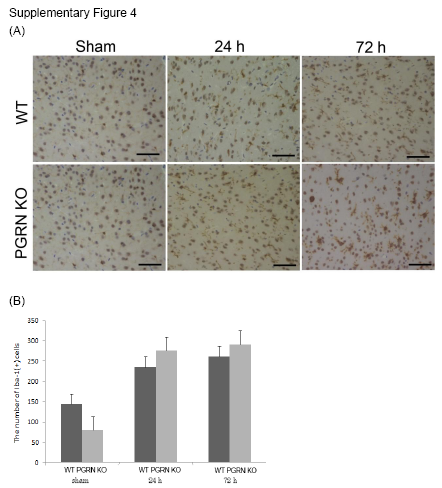 Supplementary Figure 4
(A)
Sham 24 h 72 h
WT
PGRN KO
(B)
The number of Iba-1(+) cells
350
300
250
200
150
100
50
0
WT PGRN KO WT PGRN KO WT PGRN KO
sham 24 h 72 h